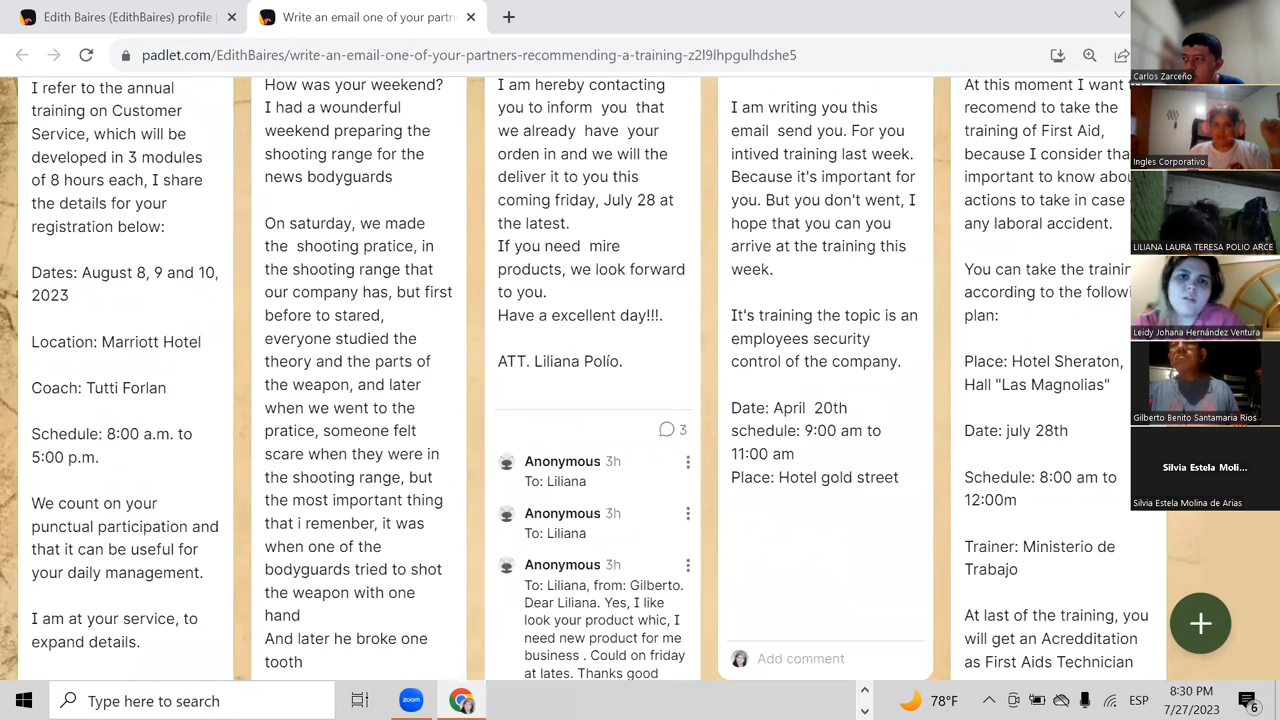 Edith Baires (EdithBaires) profile
Write an email one of your partn
padlet.com/EdithBaires/write-an-email-one-of-your-partners-recommending-a-training-z2l9lhpgulhdshe5
I refer to the annual
training on Customer
Service, which will be
developed in 3 modules
of 8 hours each, I share
the details for your
registration below:
Dates: August 8, 9 and 10,
2023
Location: Marriott Hotel
Coach: Tutti Forlan
Schedule: 8:00 a.m. to
5:00 p.m.
We count on your
punctual participation and
that it can be useful for
your daily management.
I am at your service, to
expand details.
How was your weekend?
I had a wounderful
weekend preparing the
shooting range for the
news bodyguards
On saturday, we made
the shooting pratice, in
the shooting range that
our company has, but first
before to stared,
everyone studied the
theory and the parts of
the weapon, and later
when we went to the
pratice, someone felt
scare when they were in
the shooting range, but
the most important thing
that i remenber, it was
when one of the
bodyguards tried to shot
the weapon with one
hand
And later he broke one
tooth
I am hereby contacting
you to inform you that
we already have your
orden in and we will the
deliver it to you this
coming friday, July 28 at
the latest.
If you need mire
products, we look forward
to you.
Have a excellent day!!!.
ATT. Liliana Polío.
3
Anonymous 3h
To: Liliana
Anonymous 3h
To: Liliana
Anonymous 3h
To: Liliana, from: Gilberto.
Dear Liliana. Yes, I like
look your product whic, I
need new product for me
business . Could on friday
at lates. Thanks good
I am writing you this
email send you. For you
intived training last week.
Because it's important for
you. But you don't went, I
hope that you can you
arrive at the training this
week.
It's training the topic is an
employees security
control of the company.
Date: April 20th
schedule: 9:00 am to
11:00 am
Place: Hotel gold street
Add comment
At this moment I want
recomend to take the
training of First Aid,
because I consider tha
important to know abou
actions to take in case
any laboral accident.
You can take the trainin
according to the followi
plan:
Place: Hotel Sheraton,
Hall "Las Magnolias"
Date: july 28th
Schedule: 8:00 am to
12:00m
Trainer: Ministerio de
Trabajo
At last of the training, you
will get an Acredditation
as First Aids Technician
Carlos Zarceño
Ingles Corporativo
LILIANA LAURA TERESA POLIO ARCE
Leidy Johana Hernández Ventura
Gilberto Benito Santamaria Rios
Silvia Estela Moli...
Silvia Estela Molina de Arias
Type here to search
zoom
78°F
ESP
8:30 PM
7/27/2023
6